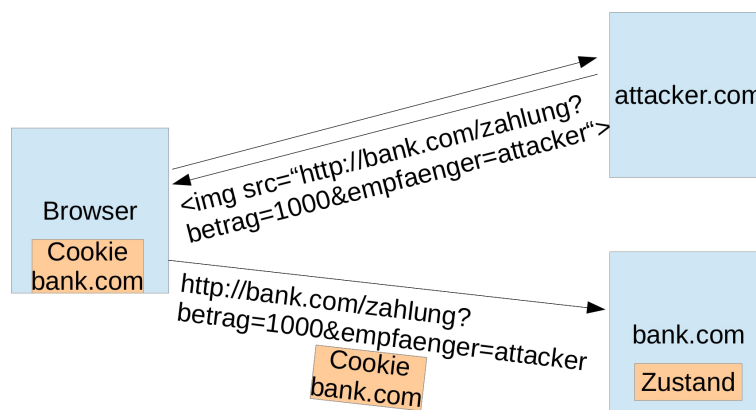 attacker.com
<img src=“http://bank.com/zahlung?
betrag=1000&empfaenger=attacker“>
Browser
Cookie
bank.com
http://bank.com/zahlung?
betrag=1000&empfaenger=attacker
Cookie
bank.com
bank.com
Zustand